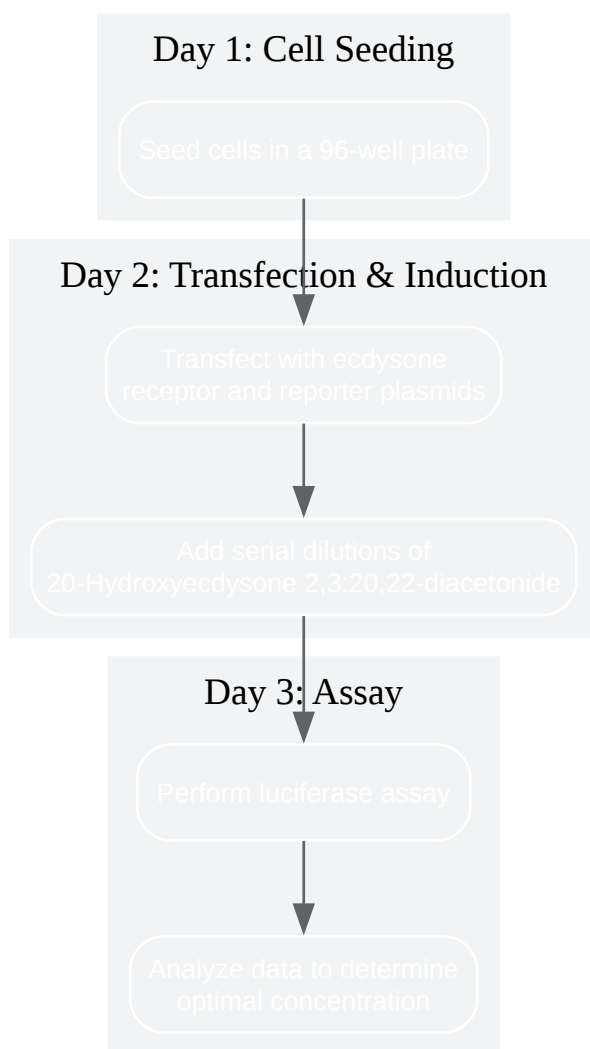 Day 1: Cell Seeding
Seed cells in a 96-well plate
Day 2: Transfection & Induction
Transfect with ecdysone
receptor and reporter plasmids
Add serial dilutions of
20-Hydroxyecdysone 2,3:20,22-diacetonide
Day 3: Assay
Perform luciferase assay
Analyze data to determine
optimal concentration